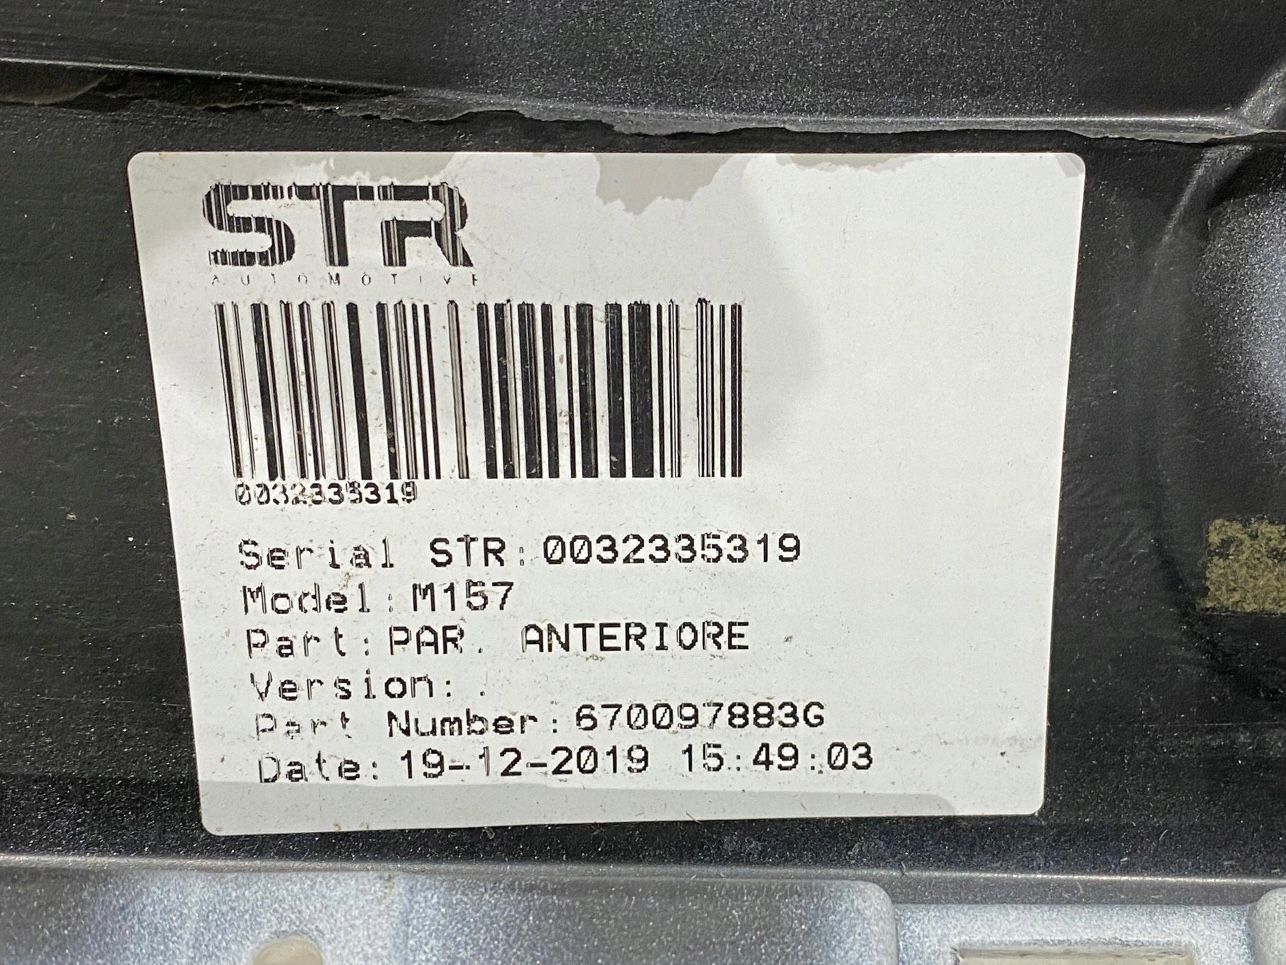 STR
AUTOMOTIVE
0032335319
Serial STR:0032335319
Model:M157
Part:PAR. ANTERIORE
Version:.
Part Number:670097883G
Date:19-12-2019 15:49:03